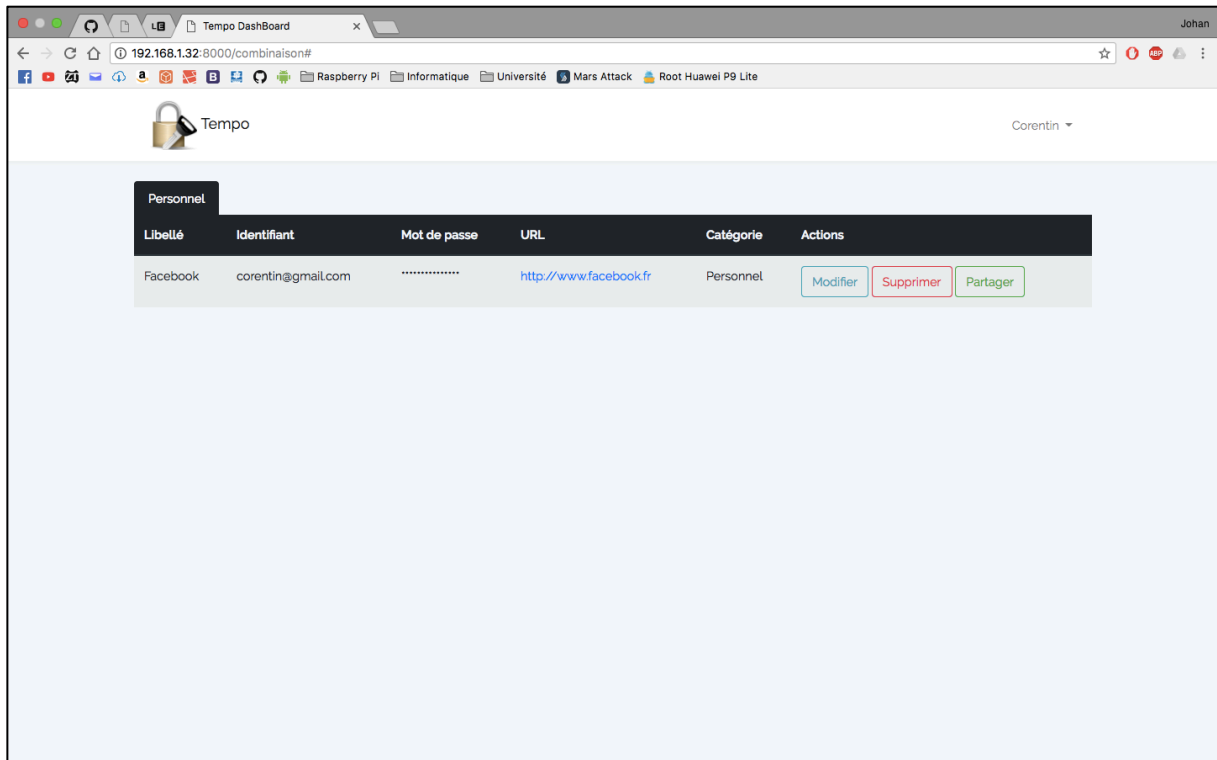 Johan
LE Tempo DashBoard
192.168.1.32:8000/combinaison#
ABP
a B Raspberry Pi Informatique Université Mars Attack Root Huawei P9 Lite
Tempo Corentin
Personnel
Libellé Identifiant Mot de passe URL Catégorie Actions
Facebook corentin@gmail.com ••••••••••••••• http://www.facebook.fr Personnel Modifier Supprimer Partager